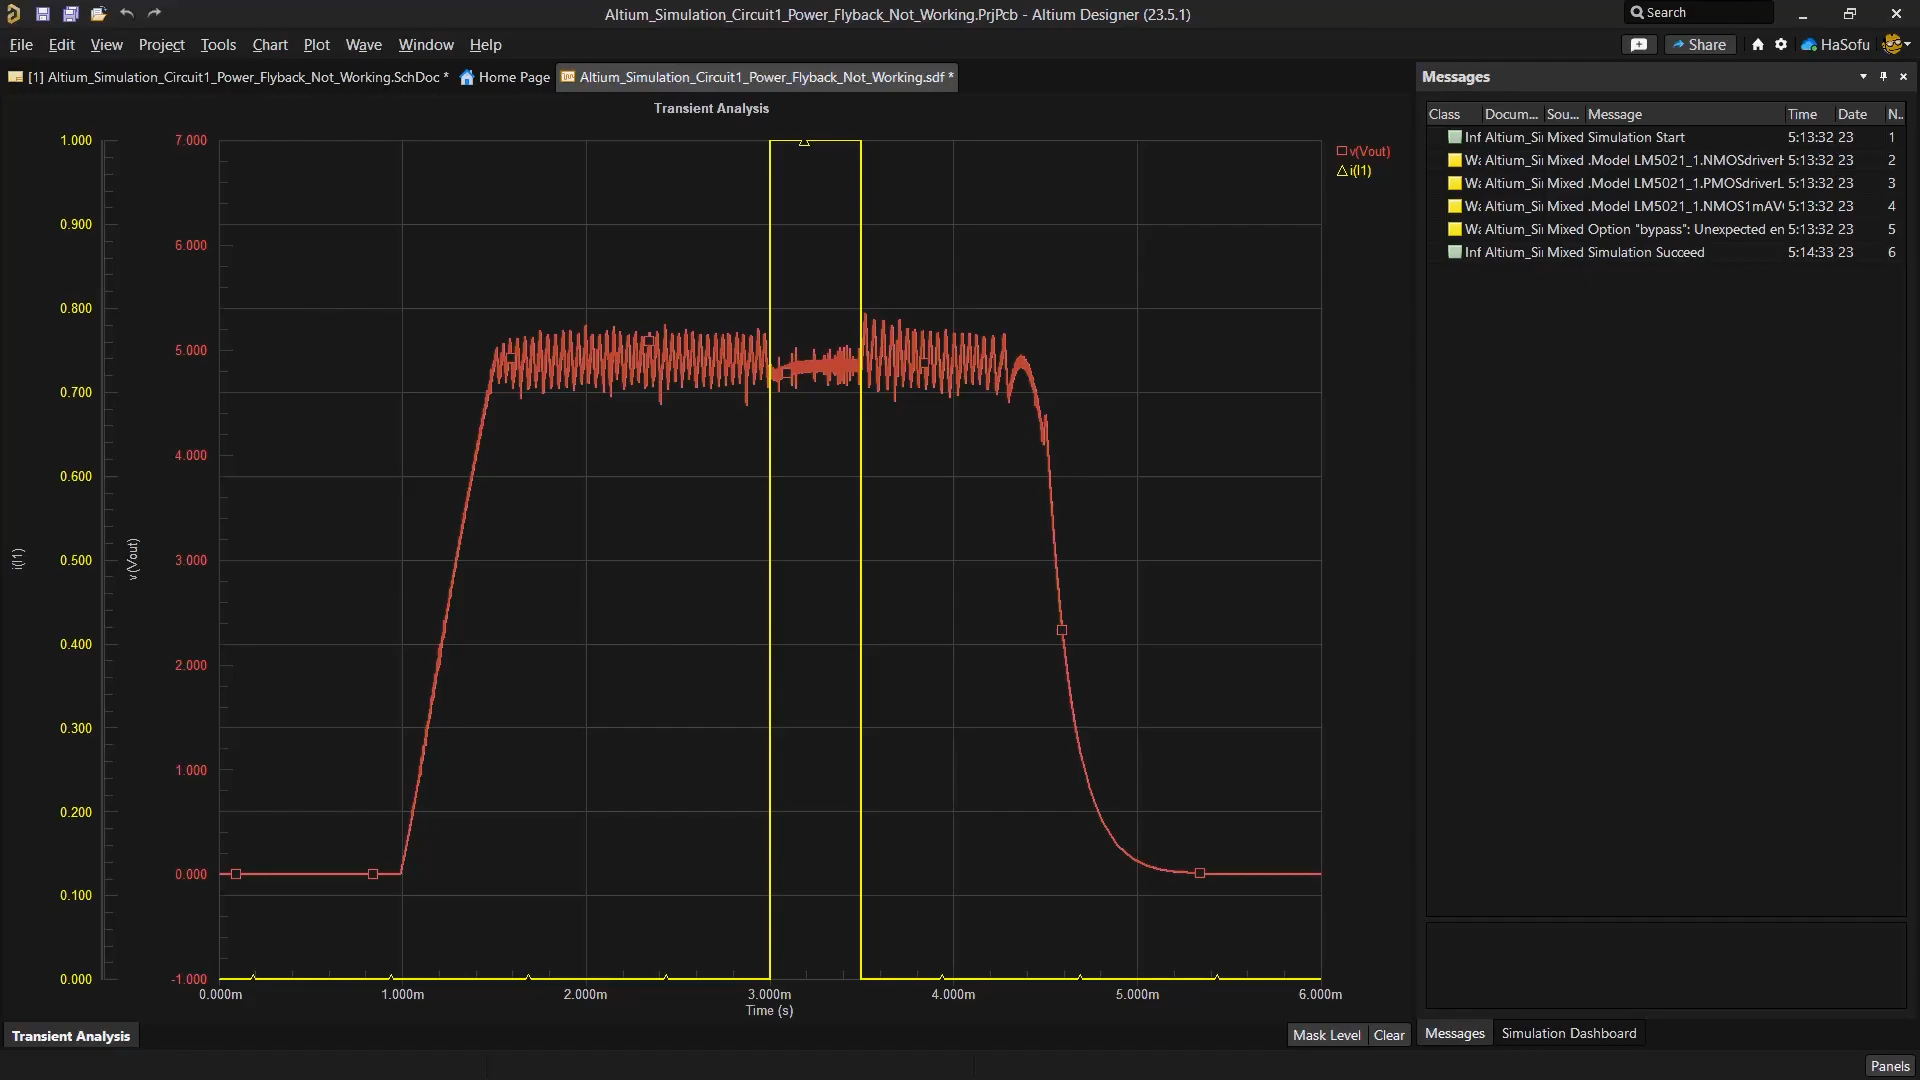 Altium_Simulation_Circuit1_Power_Flyback_Not_Working.PrjPcb - Altium Designer (23.5.1)
Search
File Edit View Project Tools Chart Plot Wave Window Help
Share
HaSofu
[1] Altium_Simulation_Circuit1_Power_Flyback_Not_Working.SchDoc *
Home Page
Altium_Simulation_Circuit1_Power_Flyback_Not_Working.sdf *
Messages
Transient Analysis
Class Docum... Sou... Message Time Date N..
Inf Altium_Si Mixed Simulation Start 5:13:32 23 1
Wa Altium_Si Mixed .Model LM5021_1.NMOSdriverH 5:13:32 23 2
Wa Altium_Si Mixed .Model LM5021_1.PMOSdriverL 5:13:32 23 3
Wa Altium_Si Mixed .Model LM5021_1.NMOS1mAV 5:13:32 23 4
Wa Altium_Si Mixed Option "bypass": Unexpected en 5:13:32 23 5
Inf Altium_Si Mixed Simulation Succeed 5:14:33 23 6
v(Vout)
i(I1)
1.000
0.900
0.800
0.700
0.600
0.500
0.400
0.300
0.200
0.100
0.000
i(I1)
7.000
6.000
5.000
4.000
3.000
2.000
1.000
0.000
-1.000
v(Vout)
0.000m 1.000m 2.000m 3.000m 4.000m 5.000m 6.000m
Time (s)
Transient Analysis
Mask Level Clear
Messages Simulation Dashboard
Panels